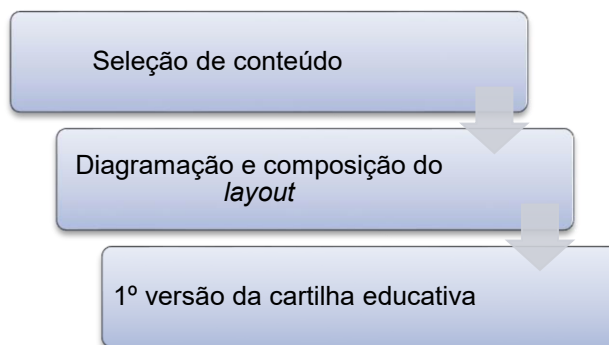 Seleção de conteúdo
Diagramação e composição do
layout
1º versão da cartilha educativa